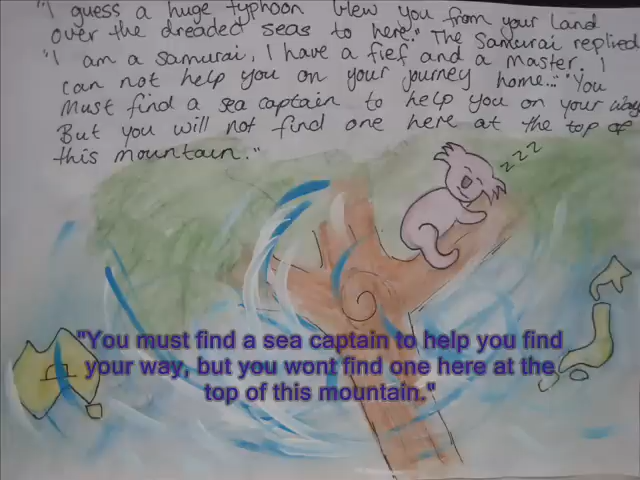 "I guess a huge typhoon blew you from your land
over the dreaded seas to here." The Samurai replied
"I am a samurai, I have a fief and a master. I
can not help you on your journey home..." "You
must find a sea captain to help you on your way
But you will not find one here at the top of
this mountain."
z z z
"You must find a sea captain to help you find
your way, but you wont find one here at the
top of this mountain."